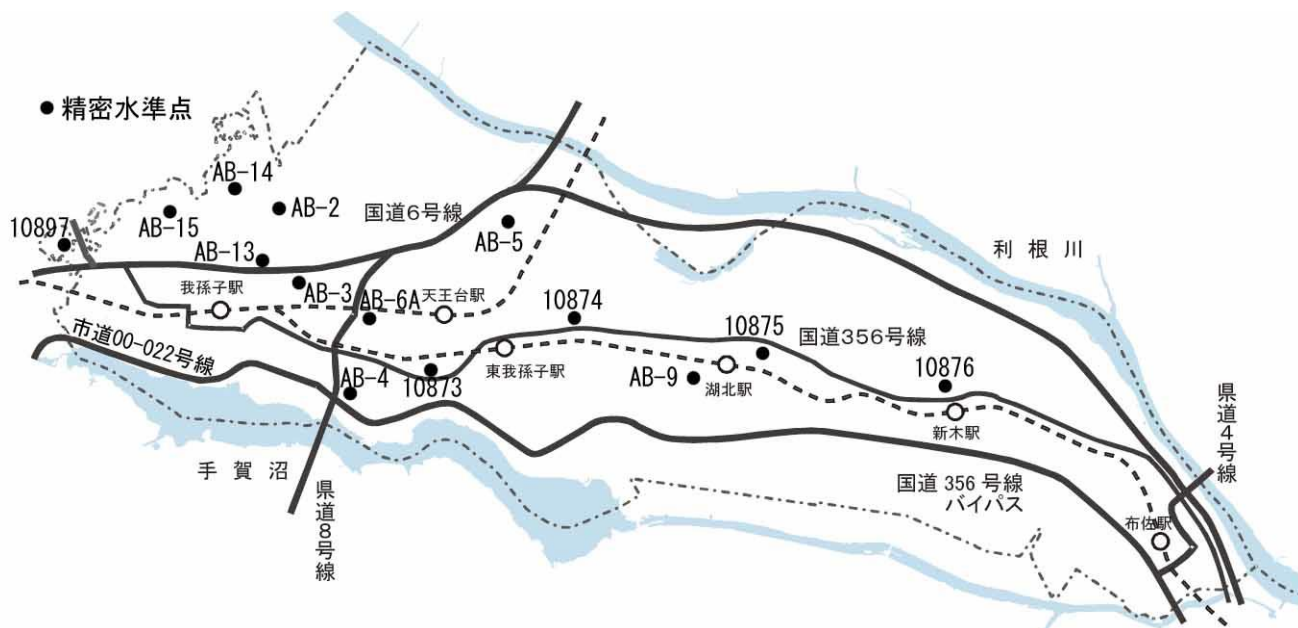 ● 精密水準点
AB-14
AB-2
国道6号線
10897
AB-15
AB-5
AB-13
利根川
我孫子駅
AB-3
AB-6A
天王台駅
10874
市道00-022号線
10875
国道356号線
東我孫子駅
AB-9
湖北駅
10876
AB-4
10873
新木駅
県道4号線
手賀沼
県道8号線
国道356号線
バイパス
布佐駅